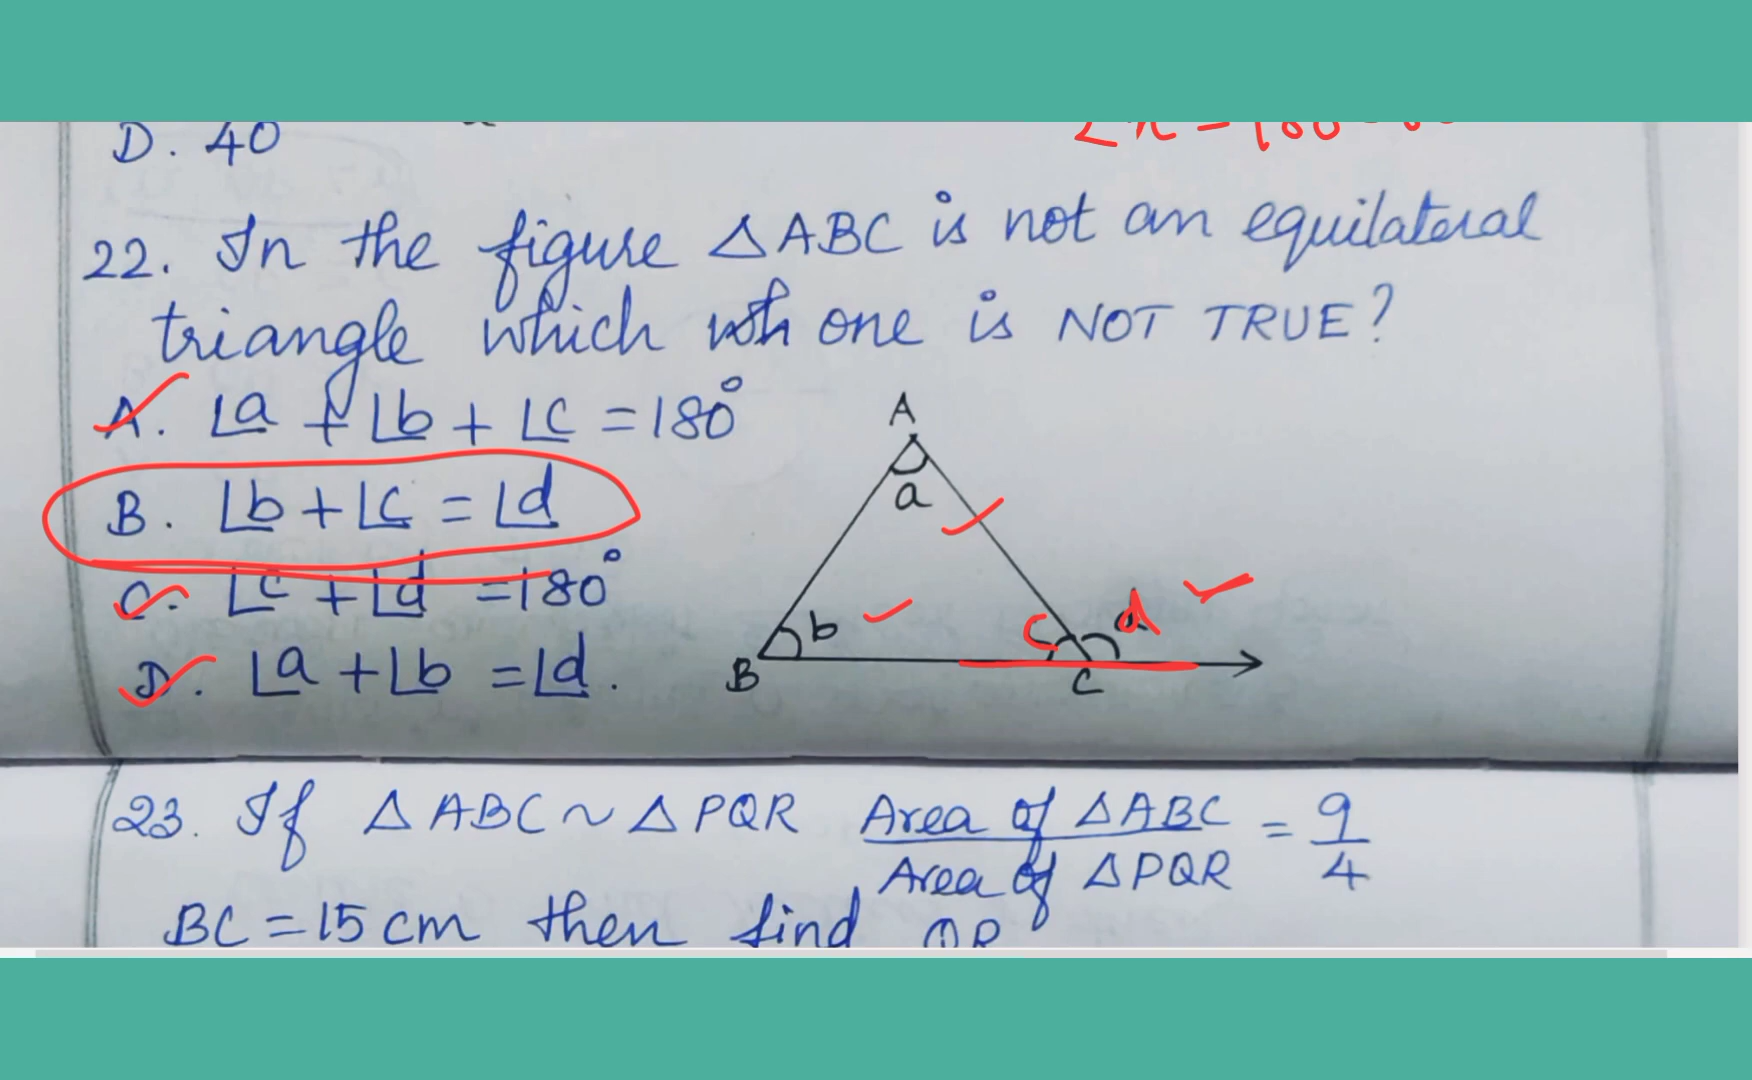 D. 40
22. In the figure △ABC is not an equilateral
triangle which one is NOT TRUE?
A. ∠a + ∠b + ∠c = 180°
B. ∠b + ∠c = ∠d
C. ∠c + ∠d = 180°
D. ∠a + ∠b = ∠d.
A
a
b
c
d
B
C
23. If △ABC ~ △PQR Area of △ABC / Area of △PQR = 9/4
BC = 15 cm then find QR